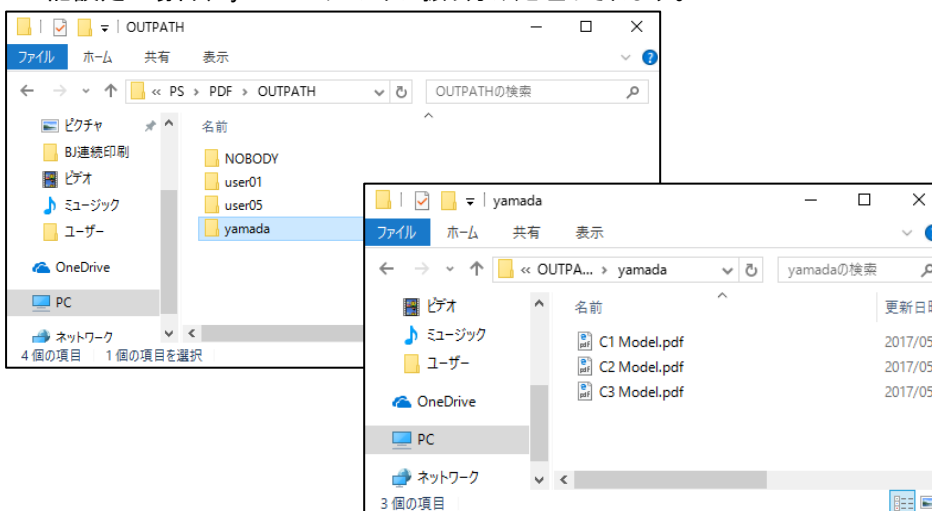 OUTPATH
ファイル ホーム 共有 表示
« PS › PDF › OUTPATH
OUTPATHの検索
ピクチャ
BJ連続印刷
ビデオ
ミュージック
ユーザー
OneDrive
PC
ネットワーク
名前
NOBODY
user01
user05
yamada
4 個の項目 1 個の項目を選択
yamada
ファイル ホーム 共有 表示
« OUTPA... › yamada
yamadaの検索
ビデオ
ミュージック
ユーザー
OneDrive
PC
ネットワーク
名前 更新日
C1 Model.pdf 2017/05
C2 Model.pdf 2017/05
C3 Model.pdf 2017/05
3 個の項目